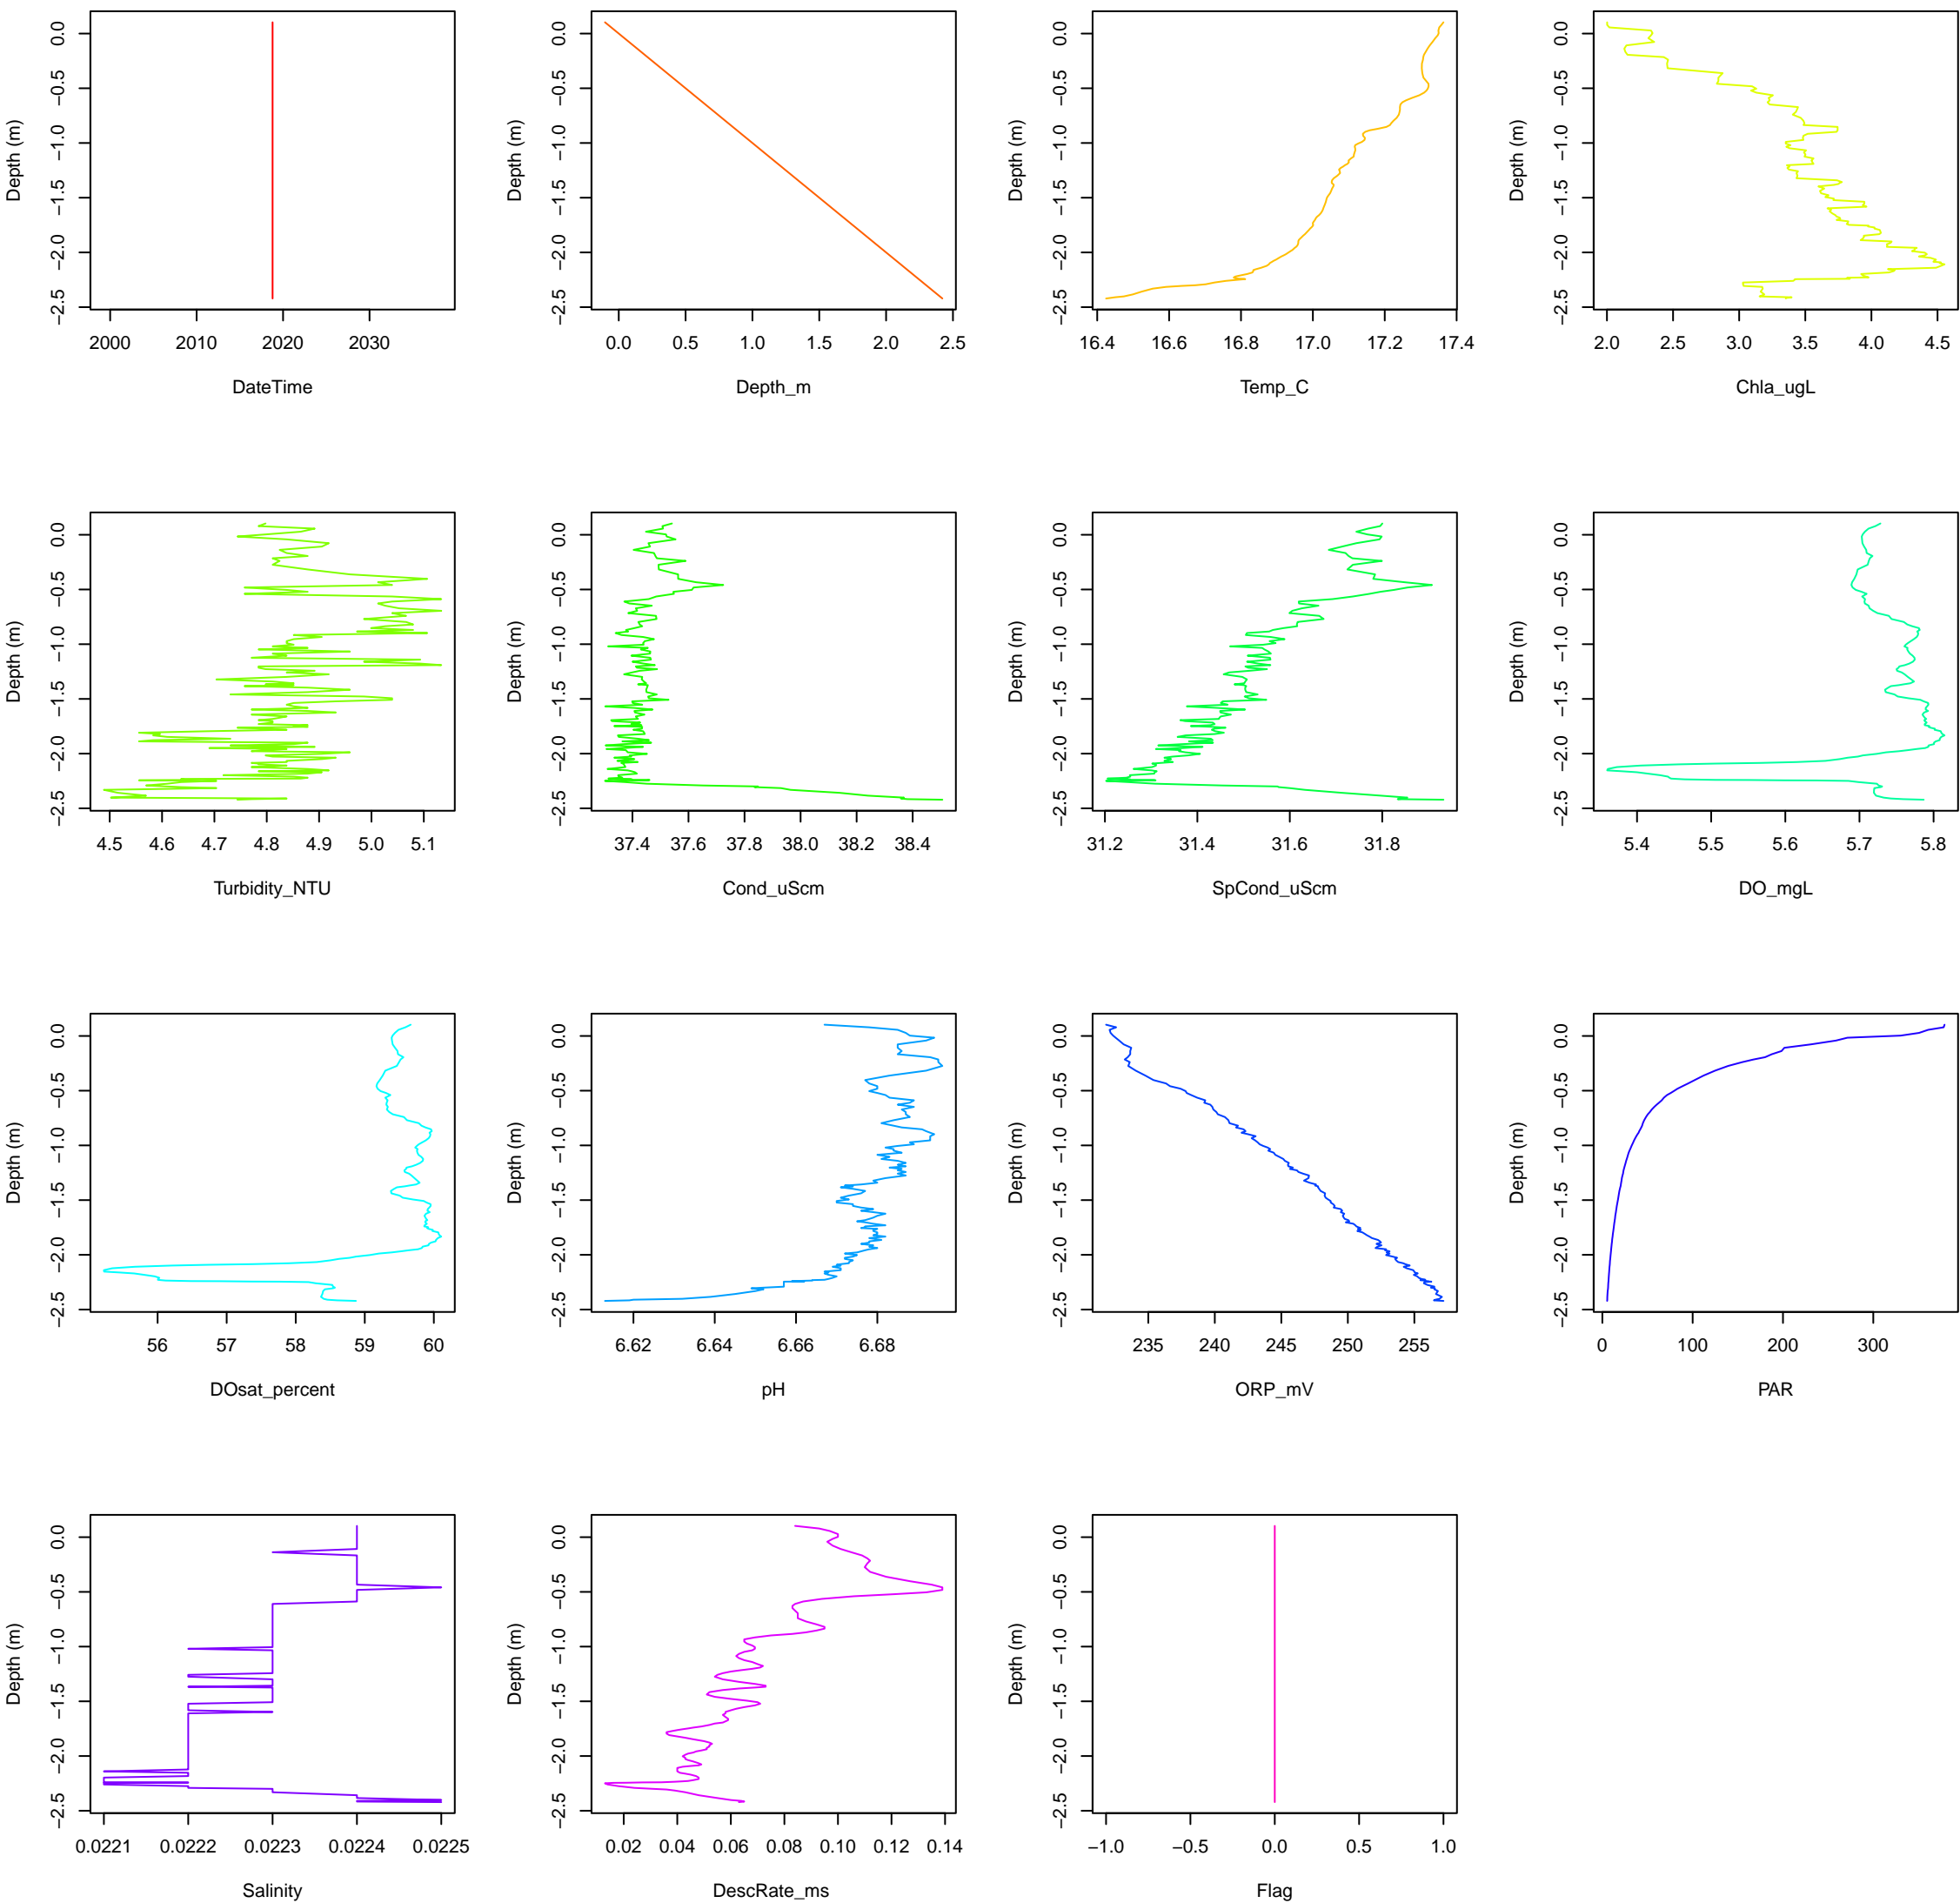 Depth (m)
0.0
−0.5
−1.0
−1.5
−2.0
−2.5
2000 2010 2020 2030
DateTime
Depth (m)
0.0
−0.5
−1.0
−1.5
−2.0
−2.5
0.0 0.5 1.0 1.5 2.0 2.5
Depth_m
Depth (m)
0.0
−0.5
−1.0
−1.5
−2.0
−2.5
16.4 16.6 16.8 17.0 17.2 17.4
Temp_C
Depth (m)
0.0
−0.5
−1.0
−1.5
−2.0
−2.5
2.0 2.5 3.0 3.5 4.0 4.5
Chla_ugL
Depth (m)
0.0
−0.5
−1.0
−1.5
−2.0
−2.5
4.5 4.6 4.7 4.8 4.9 5.0 5.1
Turbidity_NTU
Depth (m)
0.0
−0.5
−1.0
−1.5
−2.0
−2.5
37.4 37.6 37.8 38.0 38.2 38.4
Cond_uScm
Depth (m)
0.0
−0.5
−1.0
−1.5
−2.0
−2.5
31.2 31.4 31.6 31.8
SpCond_uScm
Depth (m)
0.0
−0.5
−1.0
−1.5
−2.0
−2.5
5.4 5.5 5.6 5.7 5.8
DO_mgL
Depth (m)
0.0
−0.5
−1.0
−1.5
−2.0
−2.5
56 57 58 59 60
DOsat_percent
Depth (m)
0.0
−0.5
−1.0
−1.5
−2.0
−2.5
6.62 6.64 6.66 6.68
pH
Depth (m)
0.0
−0.5
−1.0
−1.5
−2.0
−2.5
235 240 245 250 255
ORP_mV
Depth (m)
0.0
−0.5
−1.0
−1.5
−2.0
−2.5
0 100 200 300
PAR
Depth (m)
0.0
−0.5
−1.0
−1.5
−2.0
−2.5
0.0221 0.0222 0.0223 0.0224 0.0225
Salinity
Depth (m)
0.0
−0.5
−1.0
−1.5
−2.0
−2.5
0.02 0.04 0.06 0.08 0.10 0.12 0.14
DescRate_ms
Depth (m)
0.0
−0.5
−1.0
−1.5
−2.0
−2.5
−1.0 −0.5 0.0 0.5 1.0
Flag